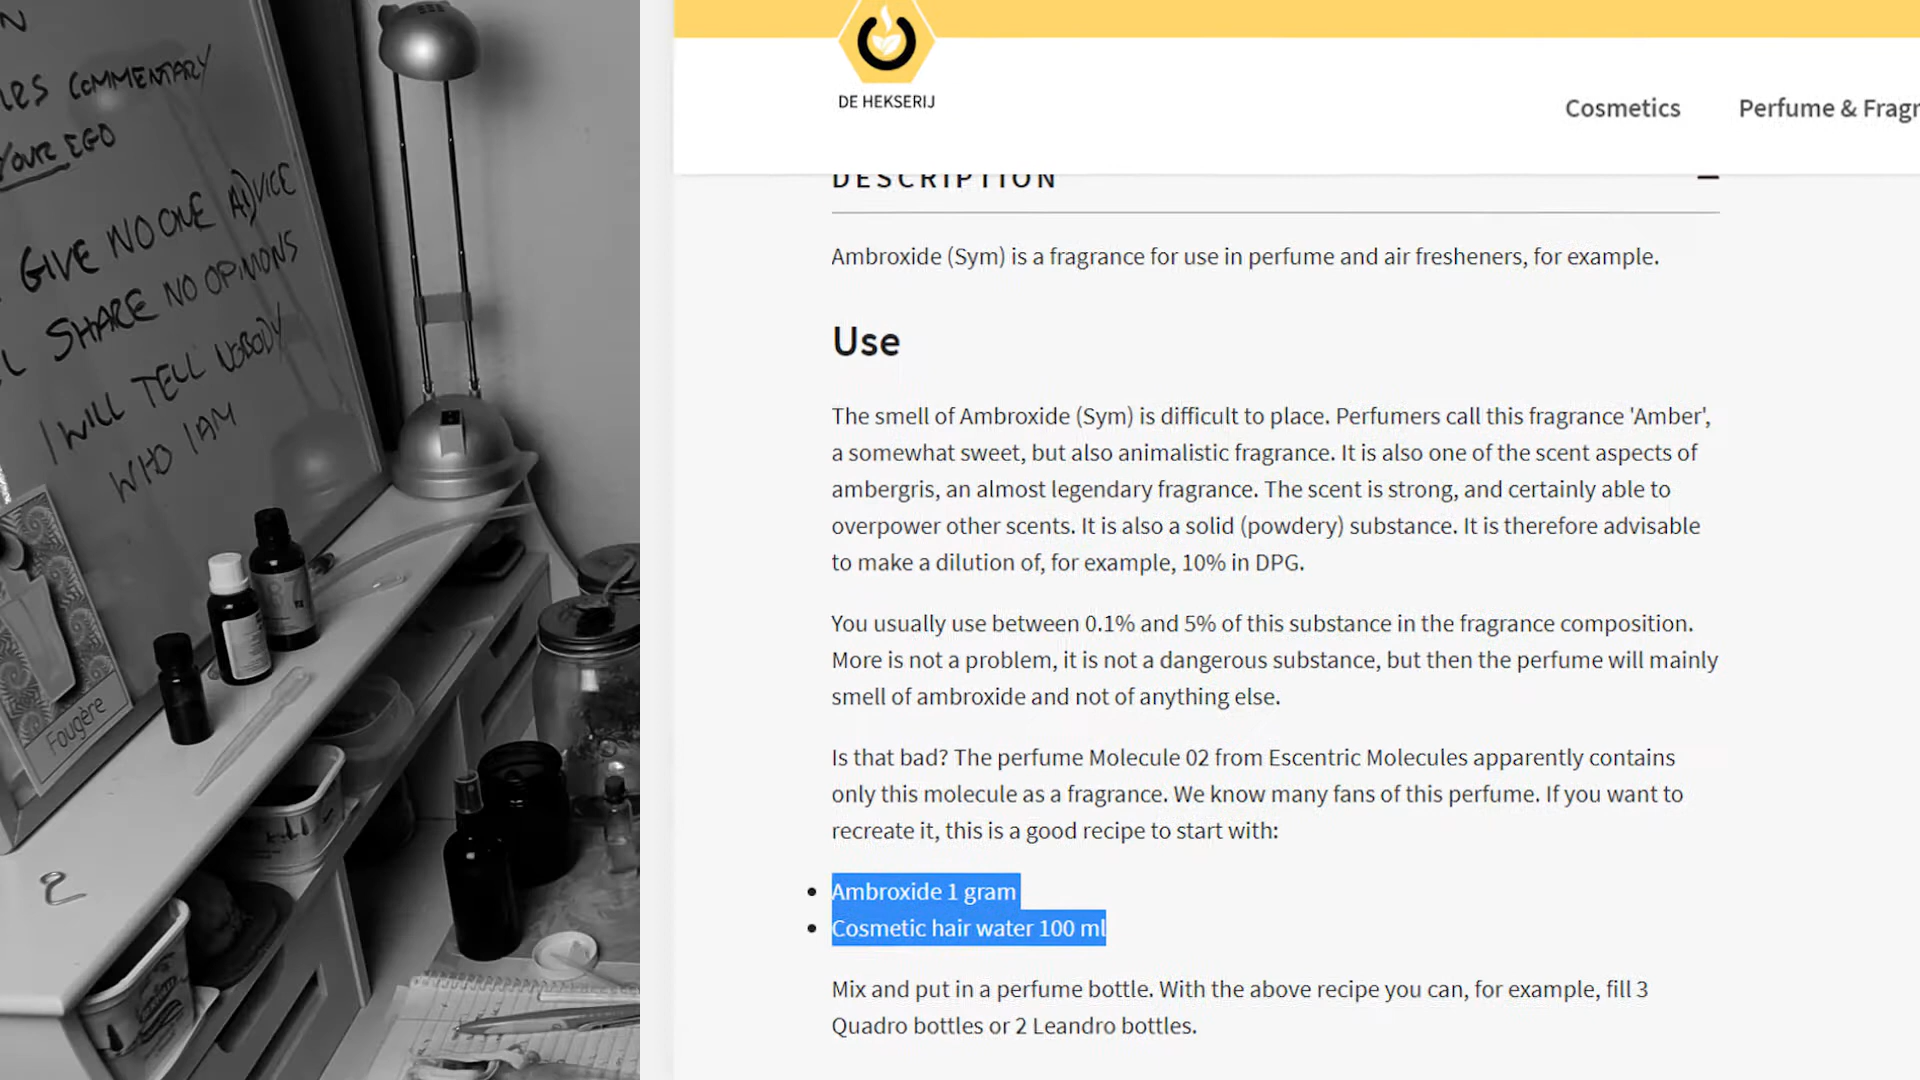 N
LES COMMENTARY
YOUR EGO
GIVE NO ONE ADVICE
SHARE NO OPINIONS
I WILL TELL NOBODY
WHO I AM
Fougère
DE HEKSERIJ
Cosmetics
Perfume & Fragr
DESCRIPTION
Ambroxide (Sym) is a fragrance for use in perfume and air fresheners, for example.
Use
The smell of Ambroxide (Sym) is difficult to place. Perfumers call this fragrance 'Amber',
a somewhat sweet, but also animalistic fragrance. It is also one of the scent aspects of
ambergris, an almost legendary fragrance. The scent is strong, and certainly able to
overpower other scents. It is also a solid (powdery) substance. It is therefore advisable
to make a dilution of, for example, 10% in DPG.
You usually use between 0.1% and 5% of this substance in the fragrance composition.
More is not a problem, it is not a dangerous substance, but then the perfume will mainly
smell of ambroxide and not of anything else.
Is that bad? The perfume Molecule 02 from Escentric Molecules apparently contains
only this molecule as a fragrance. We know many fans of this perfume. If you want to
recreate it, this is a good recipe to start with:
Ambroxide 1 gram
Cosmetic hair water 100 ml
Mix and put in a perfume bottle. With the above recipe you can, for example, fill 3
Quadro bottles or 2 Leandro bottles.